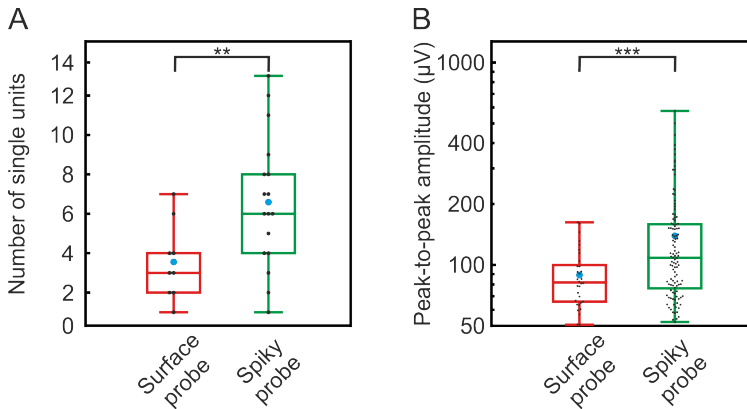 A
Number of single units
14
12
10
8
6
4
2
0
**
Surface
probe
Spiky
probe
B
Peak-to-peak amplitude (µV)
1000
400
200
100
50
***
Surface
probe
Spiky
probe